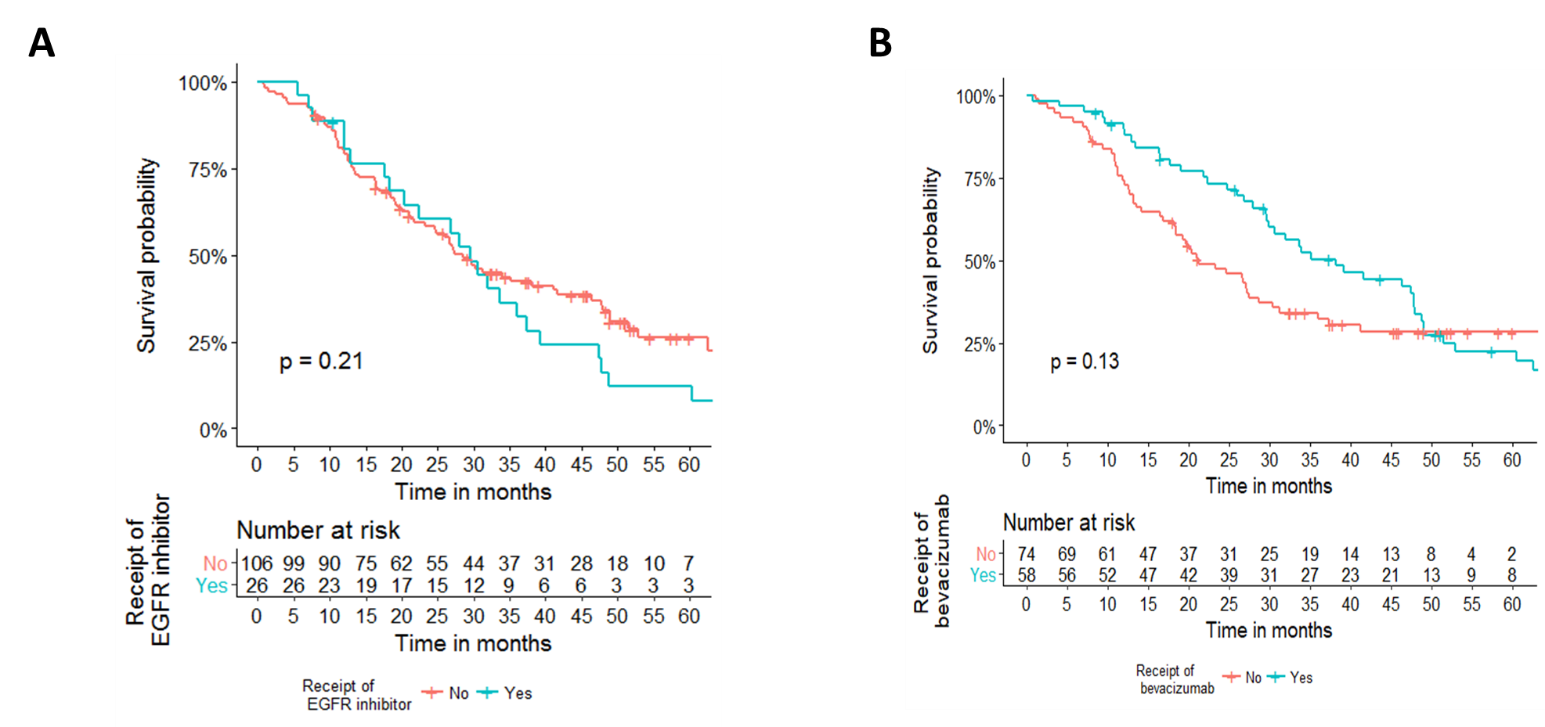 A
Survival probability
100%
75%
50%
25%
0%
p = 0.21
0 5 10 15 20 25 30 35 40 45 50 55 60
Time in months
Receipt of
EGFR inhibitor
Number at risk
No 106 99 90 75 62 55 44 37 31 28 18 10 7
Yes 26 26 23 19 17 15 12 9 6 6 3 3 3
0 5 10 15 20 25 30 35 40 45 50 55 60
Time in months
Receipt of
EGFR inhibitor
No Yes
B
Survival probability
100%
75%
50%
25%
0%
p = 0.13
0 5 10 15 20 25 30 35 40 45 50 55 60
Time in months
Receipt of
bevacizumab
Number at risk
No 74 69 61 47 37 31 25 19 14 13 8 4 2
Yes 58 56 52 47 42 39 31 27 23 21 13 9 8
0 5 10 15 20 25 30 35 40 45 50 55 60
Time in months
Receipt of
bevacizumab
No Yes